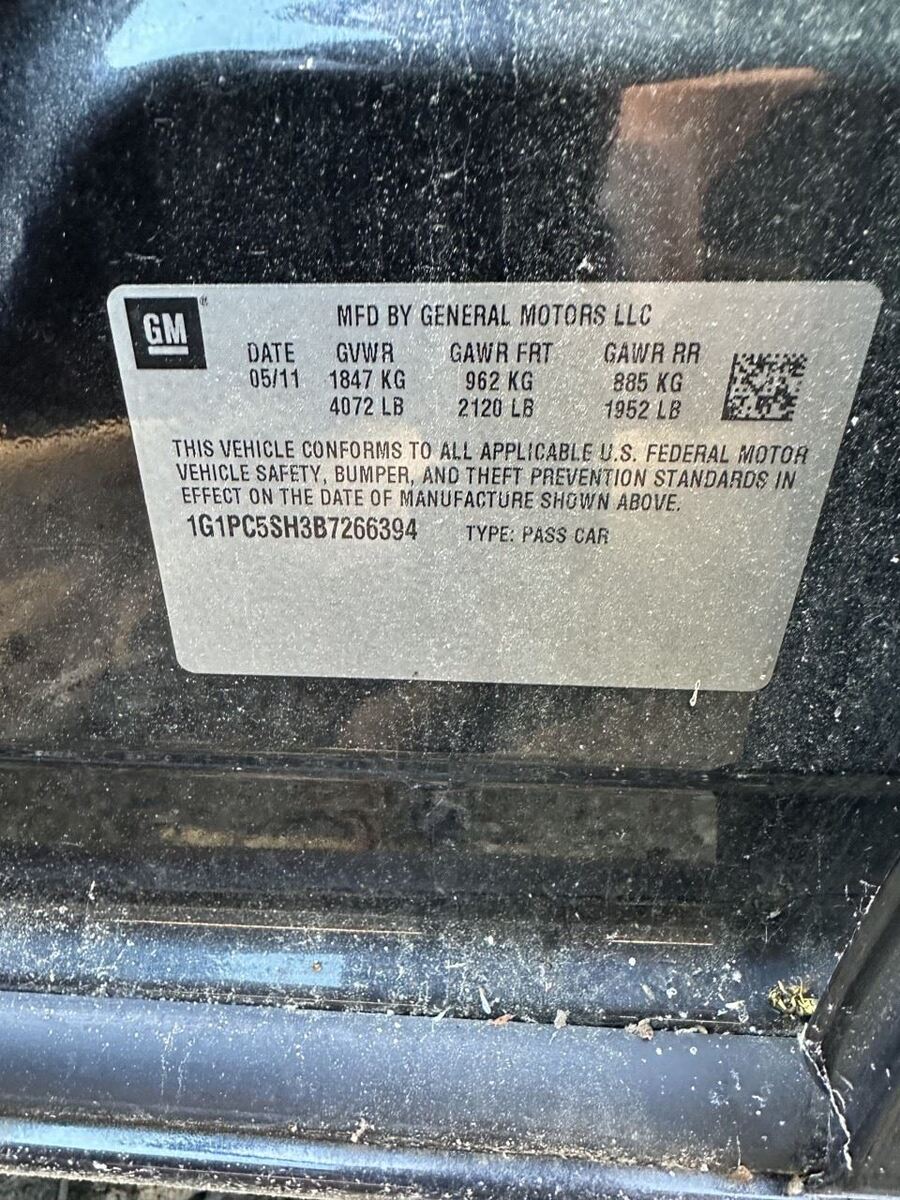 GM®
MFD BY GENERAL MOTORS LLC
DATE GVWR GAWR FRT GAWR RR
05/11 1847 KG 962 KG 885 KG
4072 LB 2120 LB 1952 LB
THIS VEHICLE CONFORMS TO ALL APPLICABLE U.S. FEDERAL MOTOR
VEHICLE SAFETY, BUMPER, AND THEFT PREVENTION STANDARDS IN
EFFECT ON THE DATE OF MANUFACTURE SHOWN ABOVE.
1G1PC5SH3B7266394 TYPE: PASS CAR